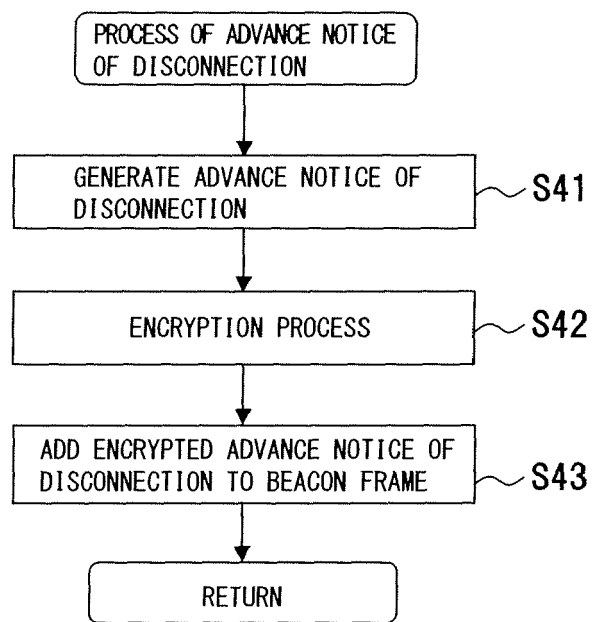 PROCESS OF ADVANCE NOTICE
OF DISCONNECTION
GENERATE ADVANCE NOTICE OF
DISCONNECTION
S41
ENCRYPTION PROCESS
S42
ADD ENCRYPTED ADVANCE NOTICE OF
DISCONNECTION TO BEACON FRAME
S43
RETURN